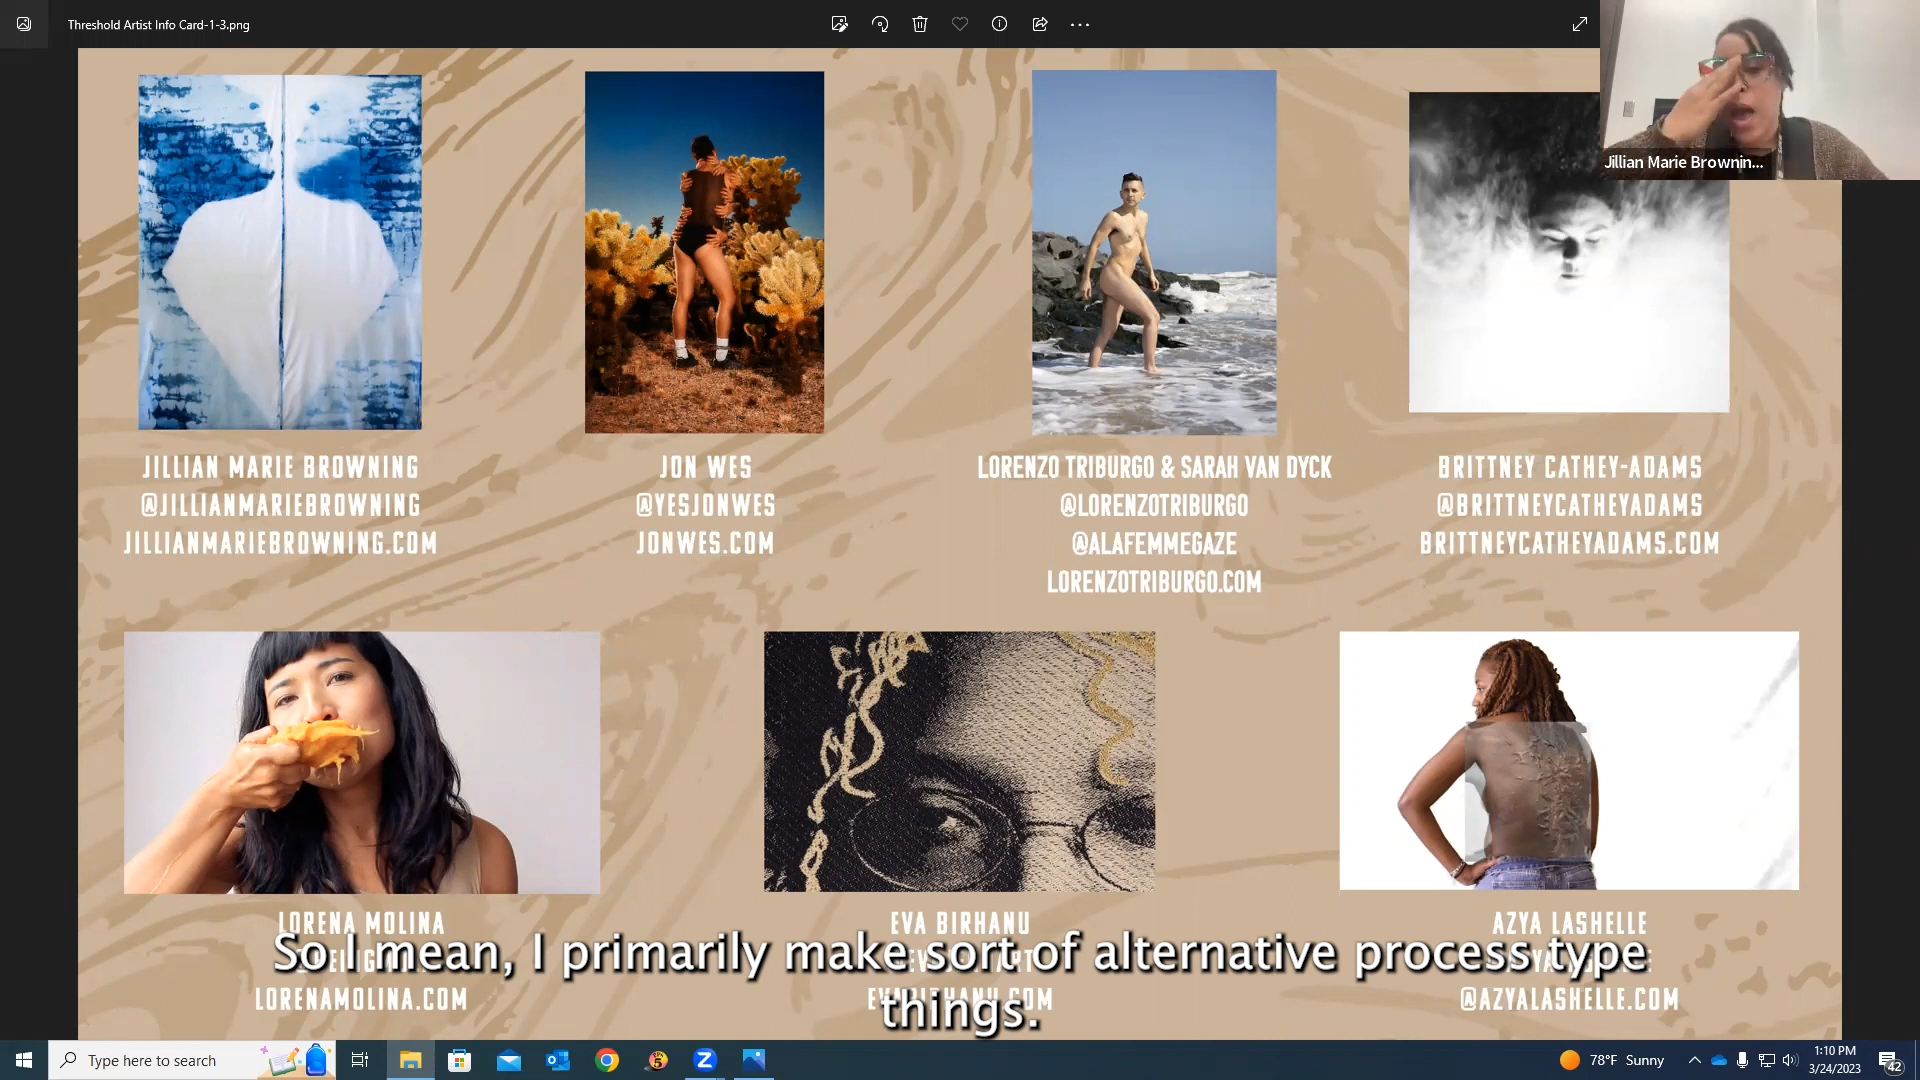 Threshold Artist Info Card-1-3.png
Jillian Marie Brownin...
JILLIAN MARIE BROWNING
@JILLIANMARIEBROWNING
JILLIANMARIEBROWNING.COM
JON WES
@YESJONWES
JONWES.COM
LORENZO TRIBURGO & SARAH VAN DYCK
@LORENZOTRIBURGO
@ALAFEMMEGAZE
LORENZOTRIBURGO.COM
BRITTNEY CATHEY-ADAMS
@BRITTNEYCATHEYADAMS
BRITTNEYCATHEYADAMS.COM
LORENA MOLINA
LORENAMOLINA.COM
EVA BIRHANU
AZYA LASHELLE
@AZYALASHELLE.COM
So I mean, I primarily make sort of alternative process type
things.
Type here to search
78°F Sunny
1:10 PM
3/24/2023
42